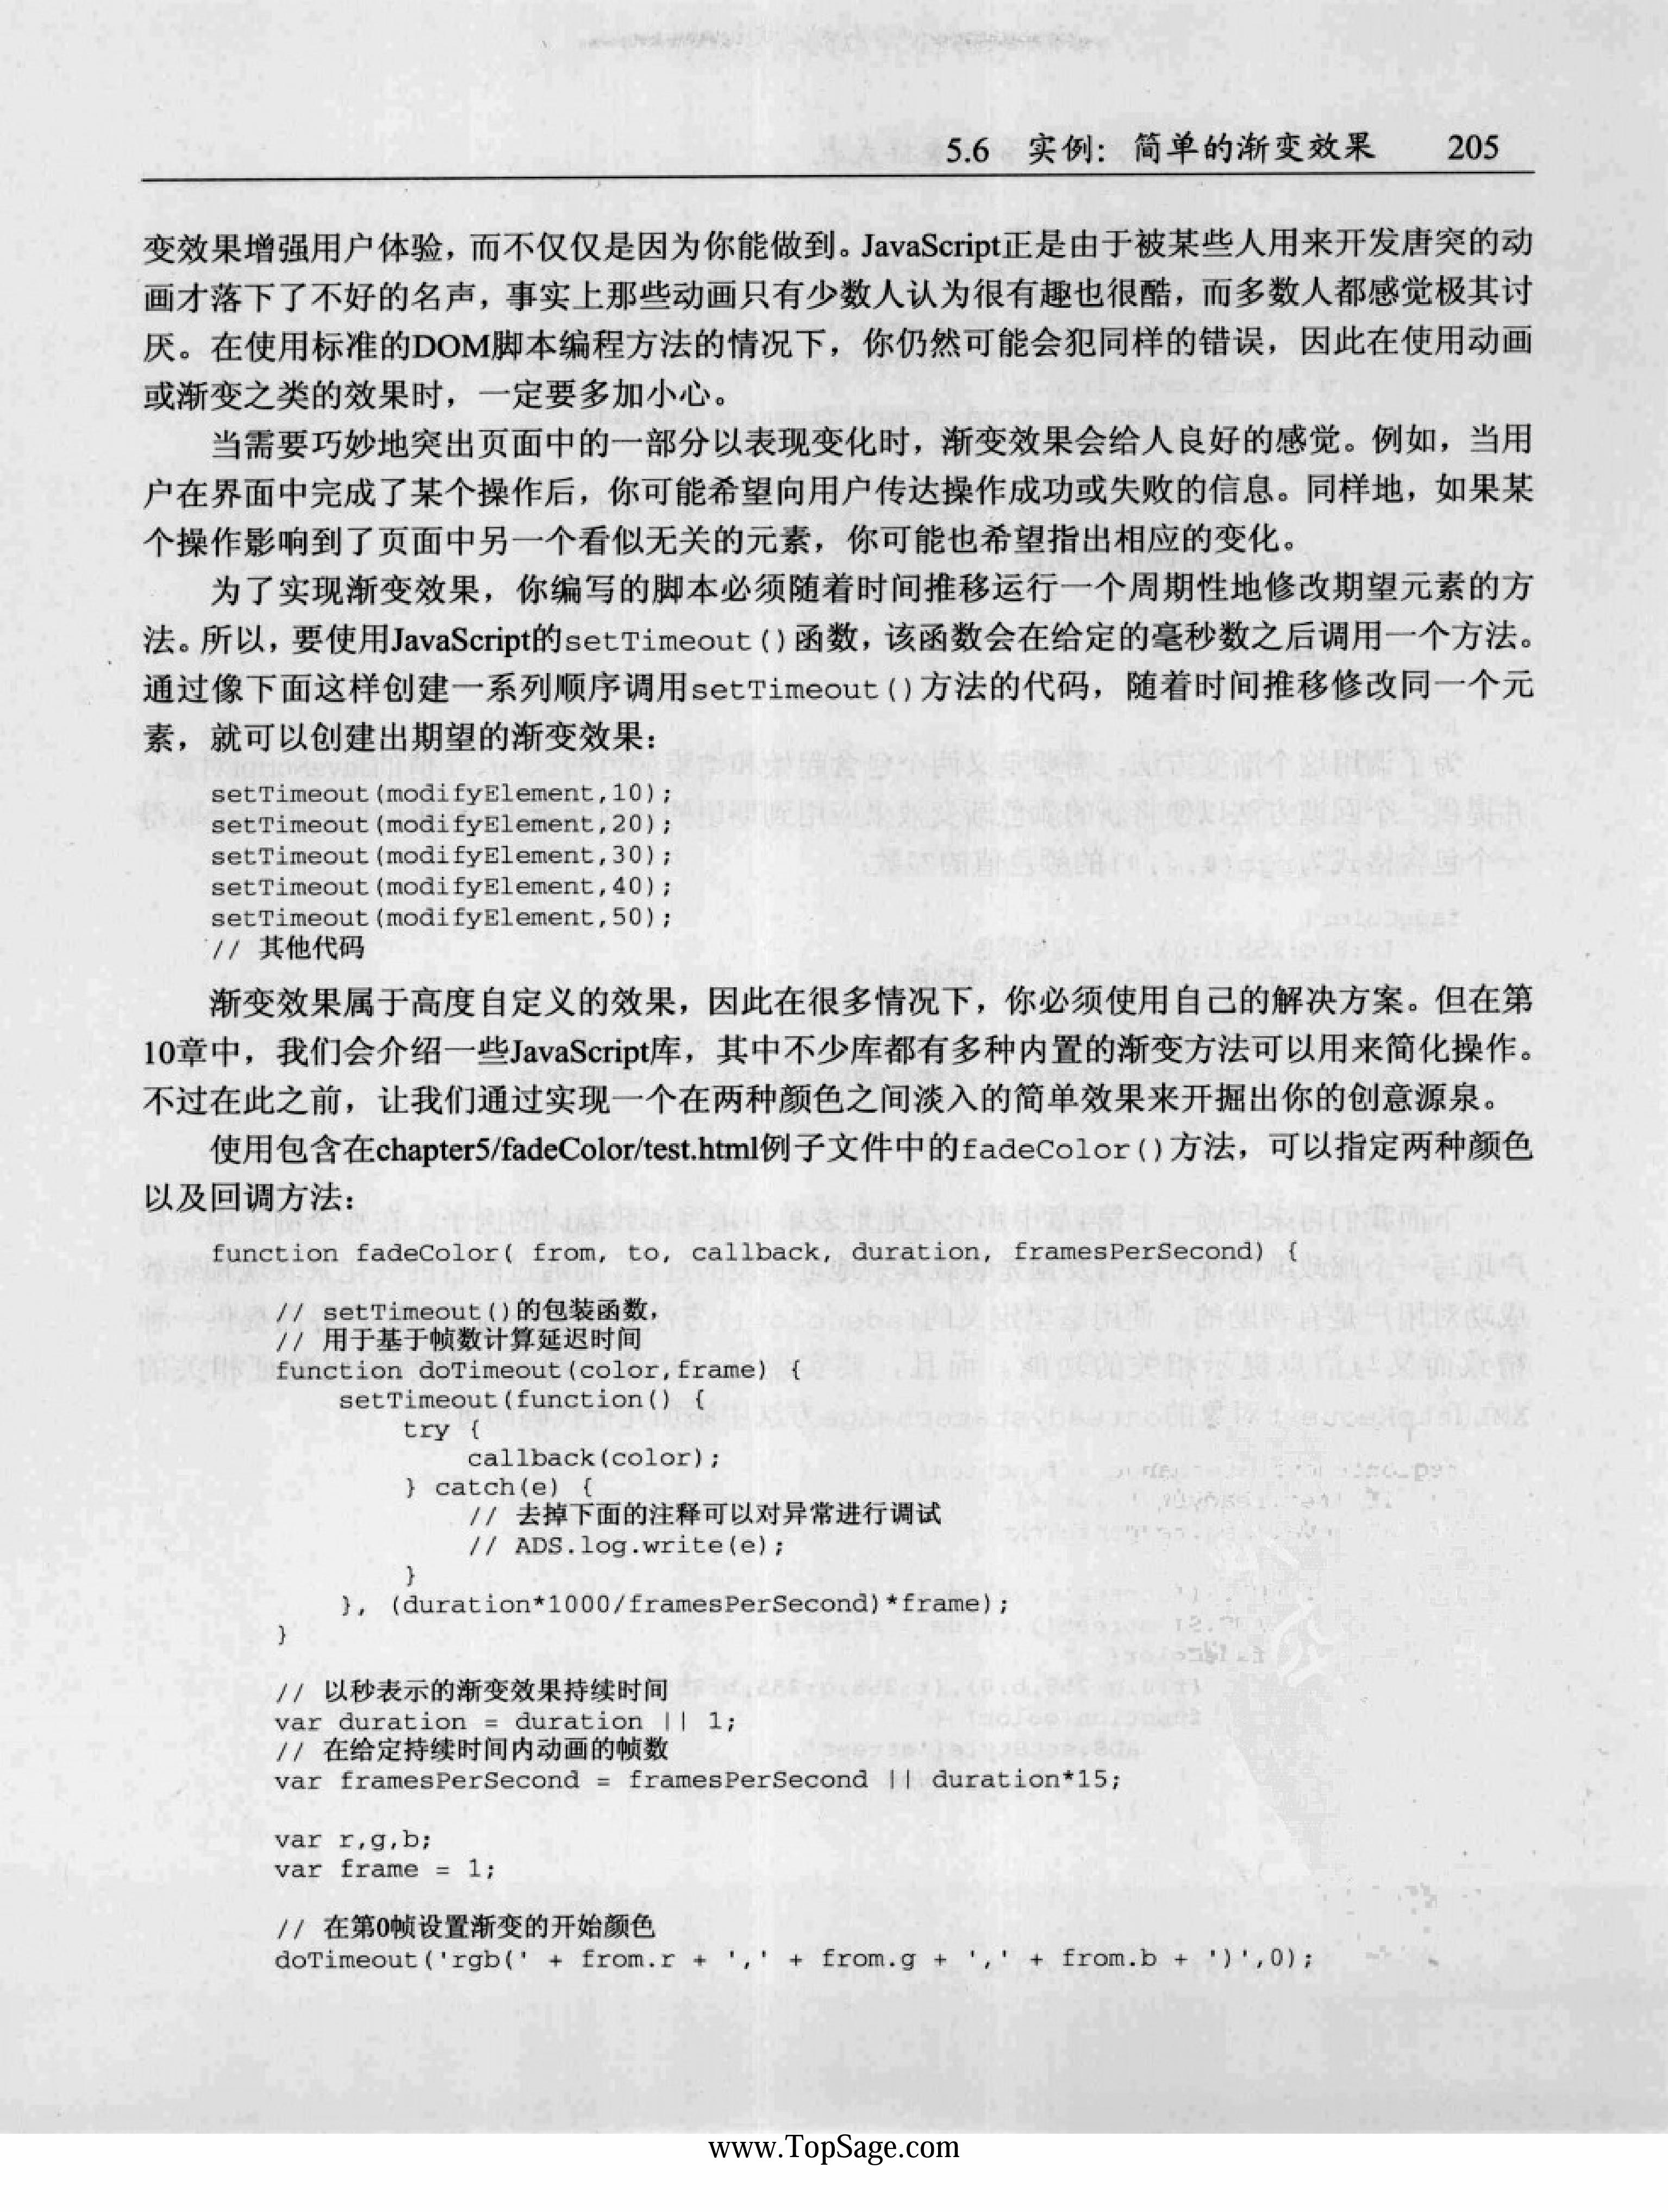 5.6 实例：简单的渐变效果 205
变效果增强用户体验，而不仅仅是因为你能做到。JavaScript正是由于被某些人用来开发唐突的动
画才落下了不好的名声，事实上那些动画只有少数人认为很有趣也很酷，而多数人都感觉极其讨
厌。在使用标准的DOM脚本编程方法的情况下，你仍然可能会犯同样的错误，因此在使用动画
或渐变之类的效果时，一定要多加小心。
当需要巧妙地突出页面中的一部分以表现变化时，渐变效果会给人良好的感觉。例如，当用
户在界面中完成了某个操作后，你可能希望向用户传达操作成功或失败的信息。同样地，如果某
个操作影响到了页面中另一个看似无关的元素，你可能也希望指出相应的变化。
为了实现渐变效果，你编写的脚本必须随着时间推移运行一个周期性地修改期望元素的方
法。所以，要使用JavaScript的setTimeout()函数，该函数会在给定的毫秒数之后调用一个方法。
通过像下面这样创建一系列顺序调用setTimeout()方法的代码，随着时间推移修改同一个元
素，就可以创建出期望的渐变效果：
setTimeout(modifyElement,10);
setTimeout(modifyElement,20);
setTimeout(modifyElement,30);
setTimeout(modifyElement,40);
setTimeout(modifyElement,50);
// 其他代码
渐变效果属于高度自定义的效果，因此在很多情况下，你必须使用自己的解决方案。但在第
10章中，我们会介绍一些JavaScript库，其中不少库都有多种内置的渐变方法可以用来简化操作。
不过在此之前，让我们通过实现一个在两种颜色之间淡入的简单效果来开掘出你的创意源泉。
使用包含在chapter5/fadeColor/test.html例子文件中的fadeColor()方法，可以指定两种颜色
以及回调方法：
function fadeColor( from, to, callback, duration, framesPerSecond) {
// setTimeout()的包装函数，
// 用于基于帧数计算延迟时间
function doTimeout(color,frame) {
setTimeout(function() {
try {
callback(color);
} catch(e) {
// 去掉下面的注释可以对异常进行调试
// ADS.log.write(e);
}
}, (duration*1000/framesPerSecond)*frame);
}
// 以秒表示的渐变效果持续时间
var duration = duration || 1;
// 在给定持续时间内动画的帧数
var framesPerSecond = framesPerSecond || duration*15;
var r,g,b;
var frame = 1;
// 在第0帧设置渐变的开始颜色
doTimeout('rgb(' + from.r + ',' + from.g + ',' + from.b + ')',0);
www.TopSage.com